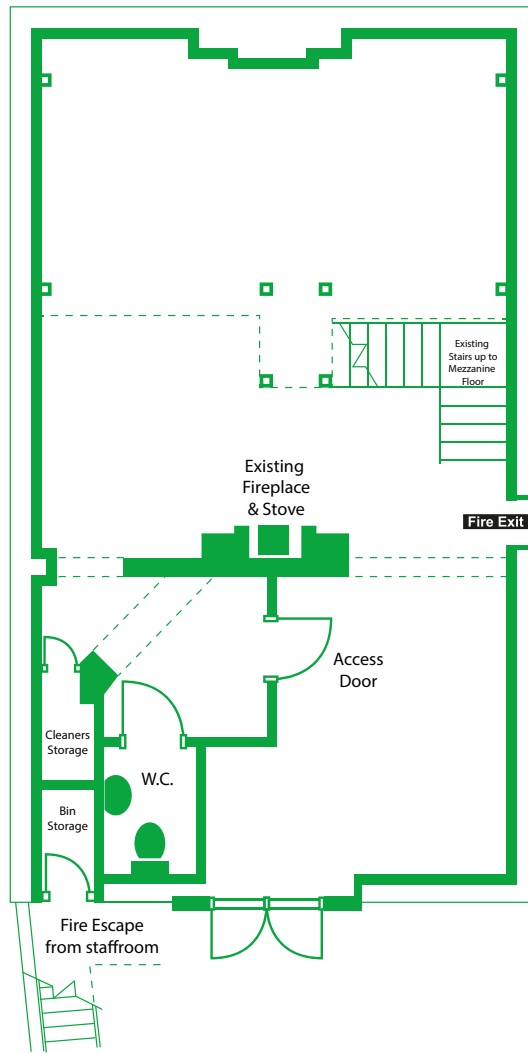 Existing
Stairs up to
Mezzanine
Floor
Existing
Fireplace
& Stove
Fire Exit
Access
Door
Cleaners
Storage
W.C.
Bin
Storage
Fire Escape
from staffroom